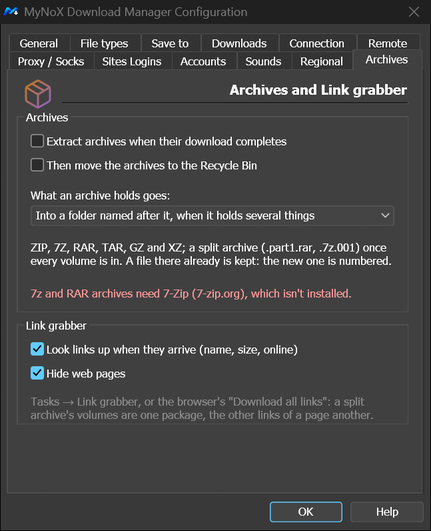 MyNoX Download Manager Configuration
General File types Save to Downloads Connection Remote
Proxy / Socks Sites Logins Accounts Sounds Regional Archives
Archives and Link grabber
Archives
Extract archives when their download completes
Then move the archives to the Recycle Bin
What an archive holds goes:
Into a folder named after it, when it holds several things
ZIP, 7Z, RAR, TAR, GZ and XZ; a split archive (.part1.rar, .7z.001) once
every volume is in. A file there already is kept: the new one is numbered.
7z and RAR archives need 7-Zip (7-zip.org), which isn't installed.
Link grabber
Look links up when they arrive (name, size, online)
Hide web pages
Tasks → Link grabber, or the browser's "Download all links": a split
archive's volumes are one package, the other links of a page another.
OK Help